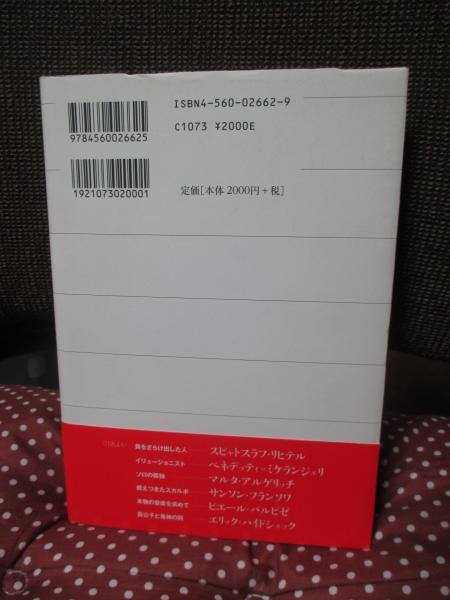 ISBN4-560-02662-9
C1073 ¥2000E
9784560026625
1921073020001
定価[本体2000円+税]
目次より 負をさらけ出した人 スビャトスラフ・リヒテル
イリュージョニスト ベネデッティ=ミケランジェリ
ソロの孤独 マルタ・アルゲリッチ
燃えつきたスカルボ サンソン・フランソワ
本物の音楽を求めて ピエール・バルビゼ
貴公子と鬼神の間 エリック・ハイドシェック